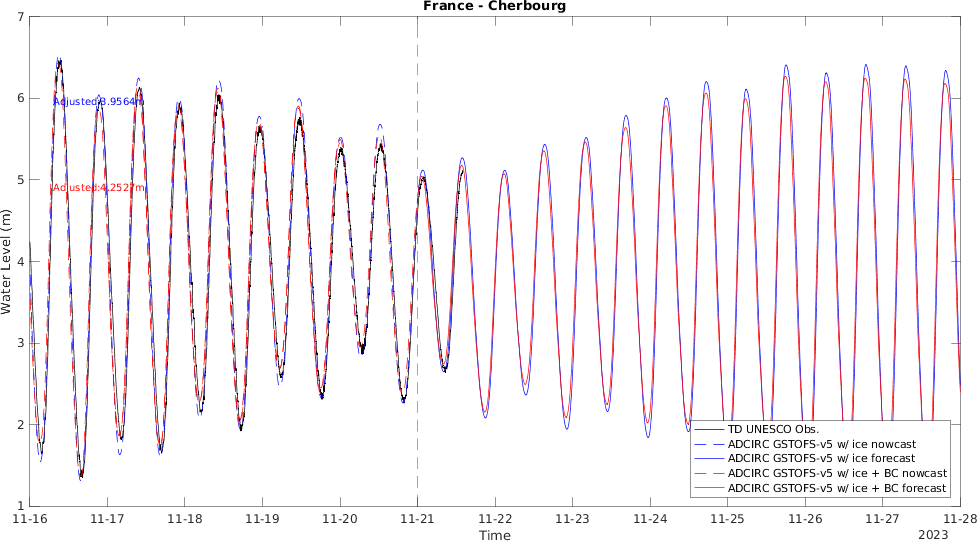 France - Cherbourg
7
6
5
4
3
2
1
Water Level (m)
Adjusted:3.9564m
Adjusted:4.2527m
TD UNESCO Obs.
ADCIRC GSTOFS-v5 w/ ice nowcast
ADCIRC GSTOFS-v5 w/ ice forecast
ADCIRC GSTOFS-v5 w/ ice + BC nowcast
ADCIRC GSTOFS-v5 w/ ice + BC forecast
11-16 11-17 11-18 11-19 11-20 11-21 11-22 11-23 11-24 11-25 11-26 11-27 11-28
Time
2023